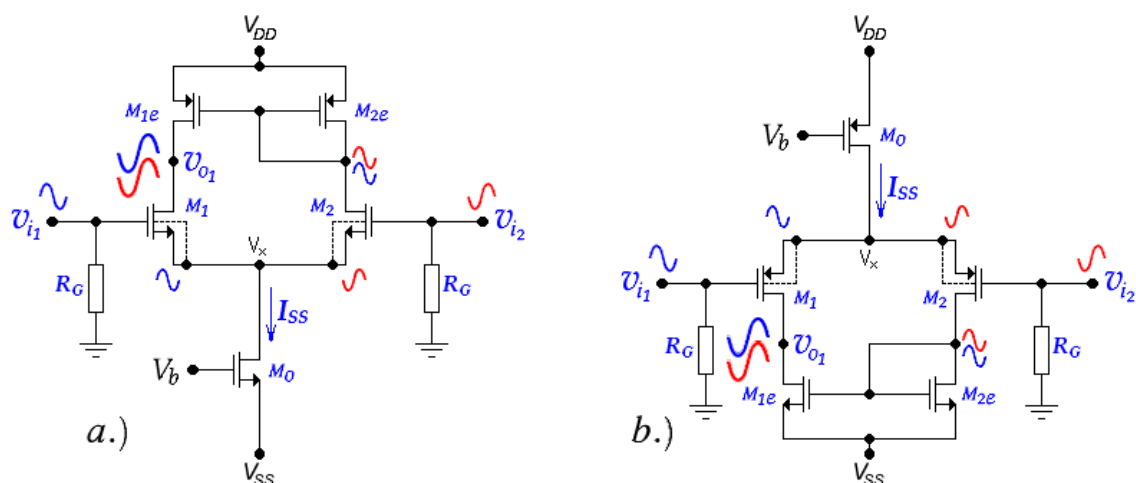 V_DD
M_1e
M_2e
v_o1
v_i1
M_1
M_2
v_i2
V_x
R_G
R_G
I_SS
V_b
M_0
a.)
V_SS
V_DD
V_b
M_0
I_SS
v_i1
V_x
v_i2
M_1
M_2
R_G
v_o1
R_G
M_1e
M_2e
b.)
V_SS